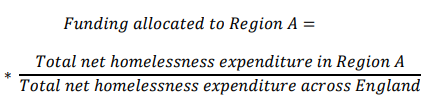 Funding allocated to Region A =
* Total net homelessness expenditure in Region A
Total net homelessness expenditure across England